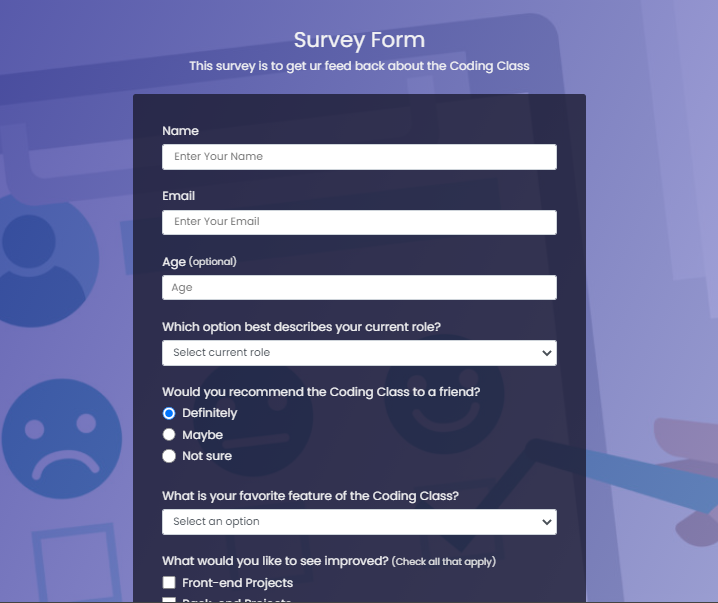 Survey Form
This survey is to get ur feed back about the Coding Class
Name
Enter Your Name
Email
Enter Your Email
Age (optional)
Age
Which option best describes your current role?
Select current role
Would you recommend the Coding Class to a friend?
Definitely
Maybe
Not sure
What is your favorite feature of the Coding Class?
Select an option
What would you like to see improved? (Check all that apply)
Front-end Projects
Back-end Projects